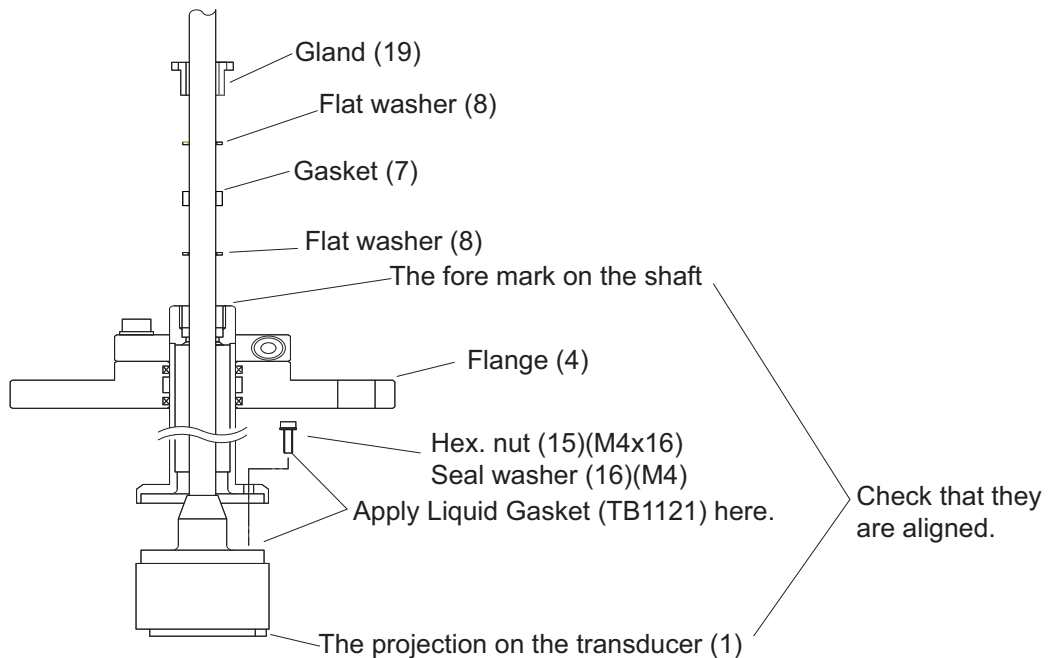 Gland (19)
Flat washer (8)
Gasket (7)
Flat washer (8)
The fore mark on the shaft
Flange (4)
Hex. nut (15)(M4x16)
Seal washer (16)(M4)
Apply Liquid Gasket (TB1121) here.
Check that they
are aligned.
The projection on the transducer (1)